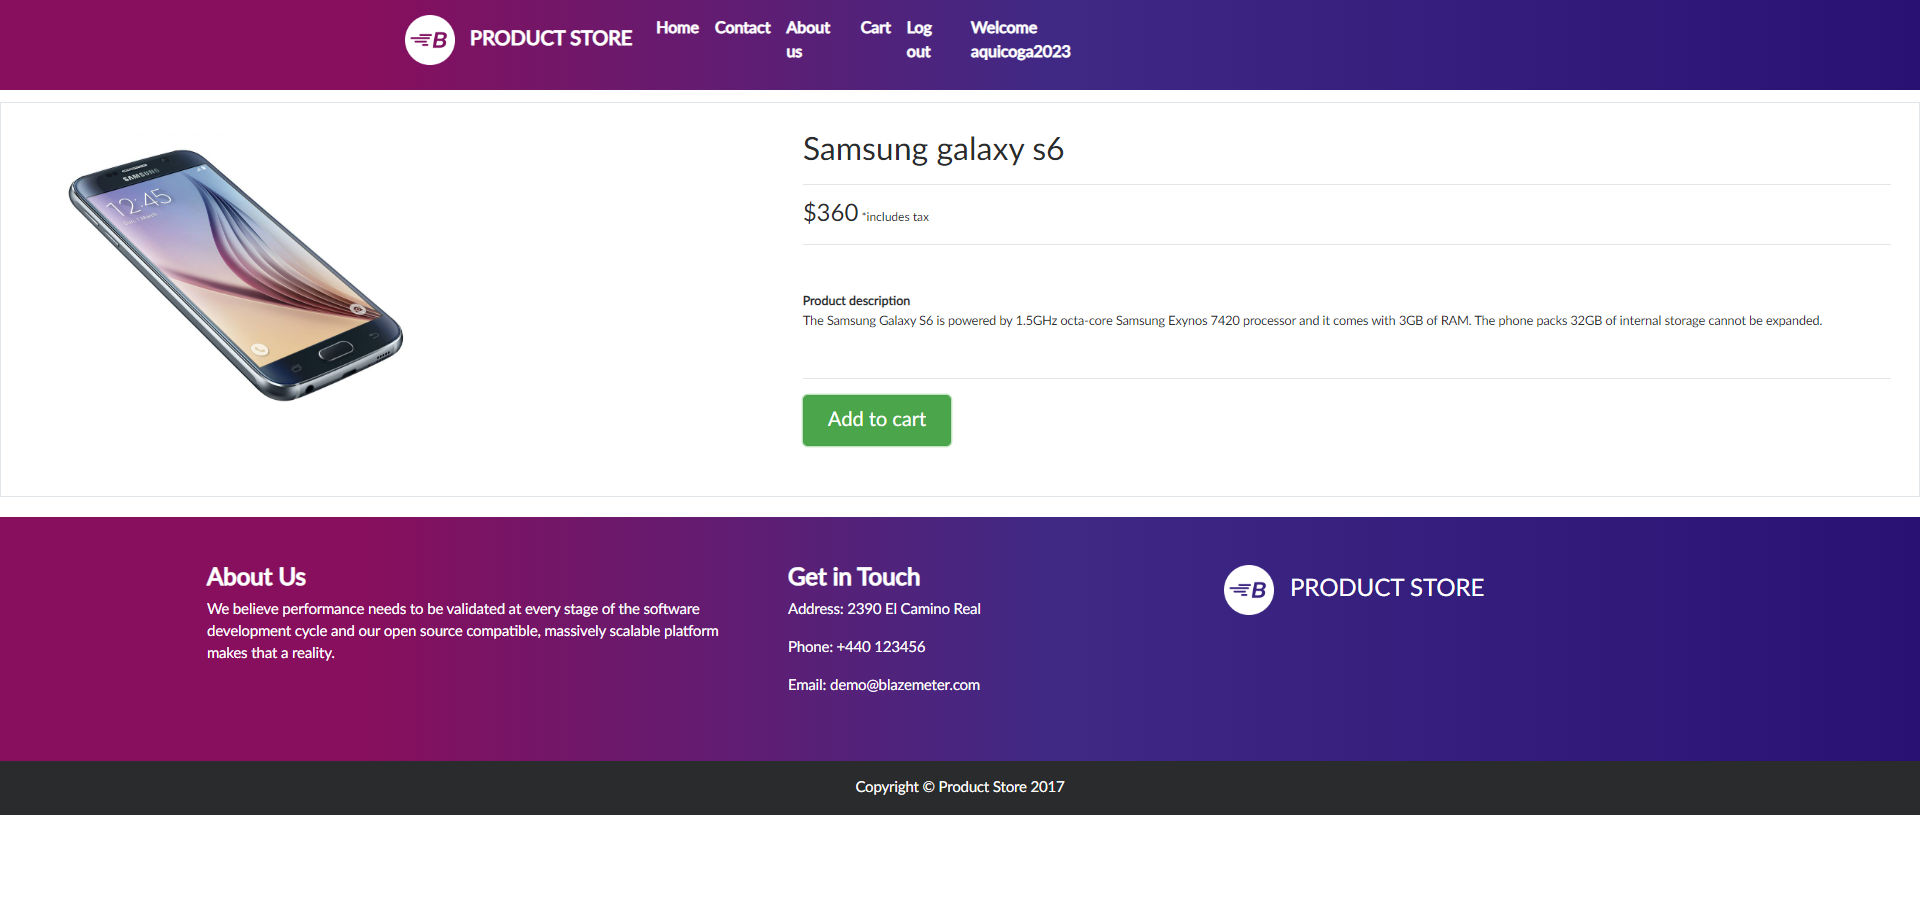 PRODUCT STORE
Home
Contact
About
us
Cart
Log
out
Welcome
aquicoga2023
SAMSUNG
12:45
Samsung galaxy s6
$360 *includes tax
Product description
The Samsung Galaxy S6 is powered by 1.5GHz octa-core Samsung Exynos 7420 processor and it comes with 3GB of RAM. The phone packs 32GB of internal storage cannot be expanded.
Add to cart
About Us
We believe performance needs to be validated at every stage of the software
development cycle and our open source compatible, massively scalable platform
makes that a reality.
Get in Touch
Address: 2390 El Camino Real
Phone: +440 123456
Email: demo@blazemeter.com
B
PRODUCT STORE
Copyright © Product Store 2017